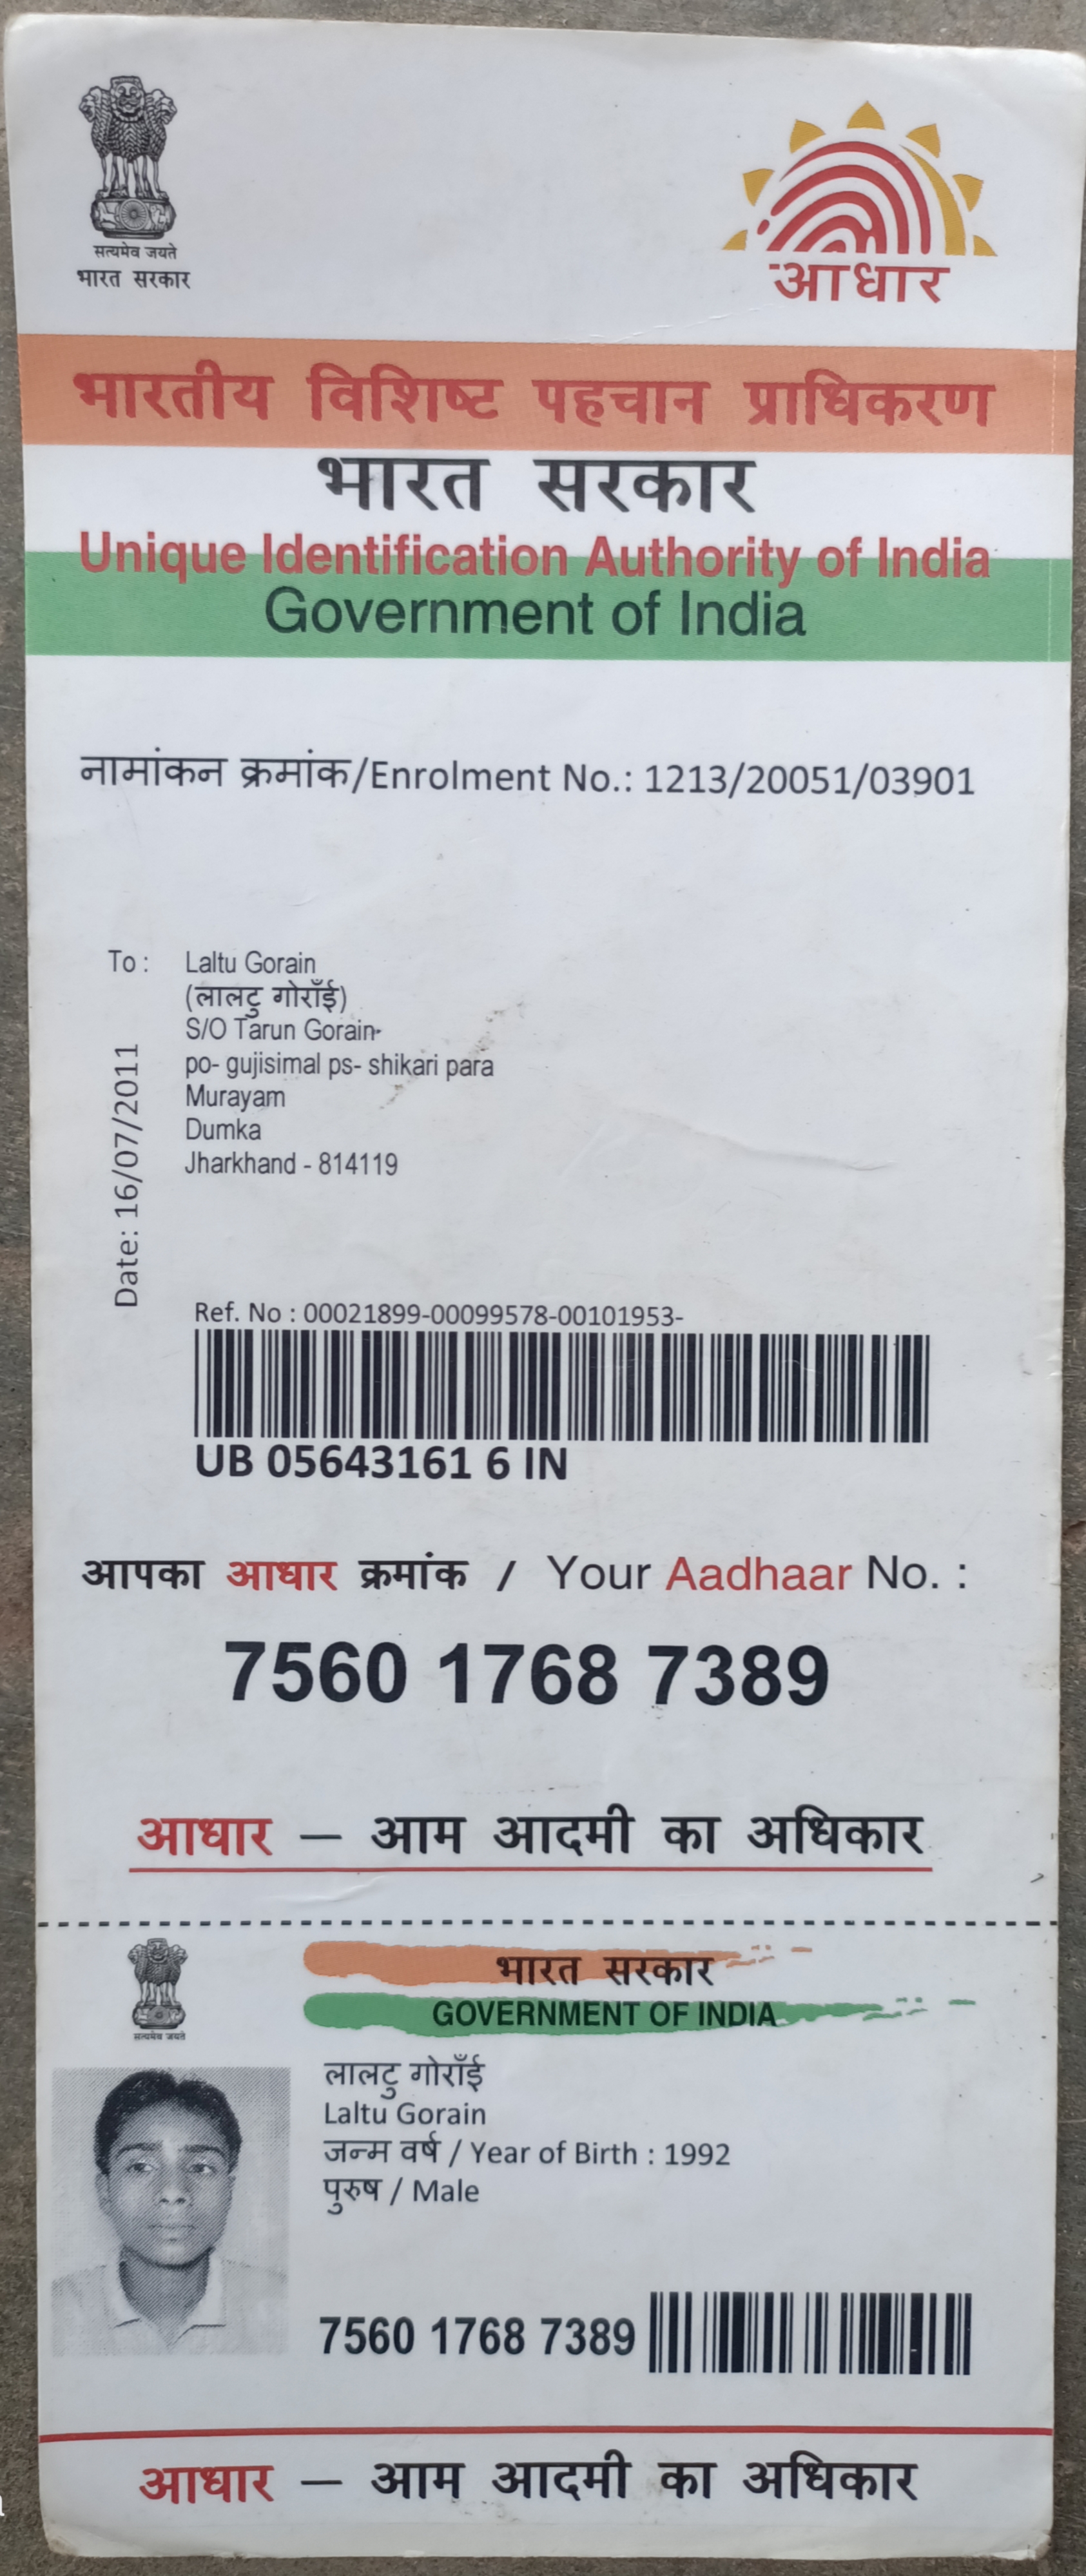 सत्यमेव जयते
भारत सरकार
आधार
भारतीय विशिष्ट पहचान प्राधिकरण
भारत सरकार
Unique Identification Authority of India
Government of India
नामांकन क्रमांक/Enrolment No.: 1213/20051/03901
To :
Laltu Gorain
(लालटु गोराँई)
S/O Tarun Gorain
po- gujisimal ps- shikari para
Murayam
Dumka
Jharkhand - 814119
Date: 16/07/2011
Ref. No : 00021899-00099578-00101953-
UB 05643161 6 IN
आपका आधार क्रमांक / Your Aadhaar No. :
7560 1768 7389
आधार — आम आदमी का अधिकार
सत्यमेव जयते
भारत सरकार
GOVERNMENT OF INDIA
लालटु गोराँई
Laltu Gorain
जन्म वर्ष / Year of Birth : 1992
पुरुष / Male
7560 1768 7389
आधार — आम आदमी का अधिकार